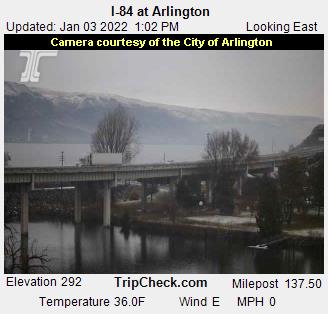 I-84 at Arlington
Updated: Jan 03 2022 1:02 PM Looking East
Camera courtesy of the City of Arlington
Elevation 292 TripCheck.com Milepost 137.50
Temperature 36.0F Wind E MPH 0